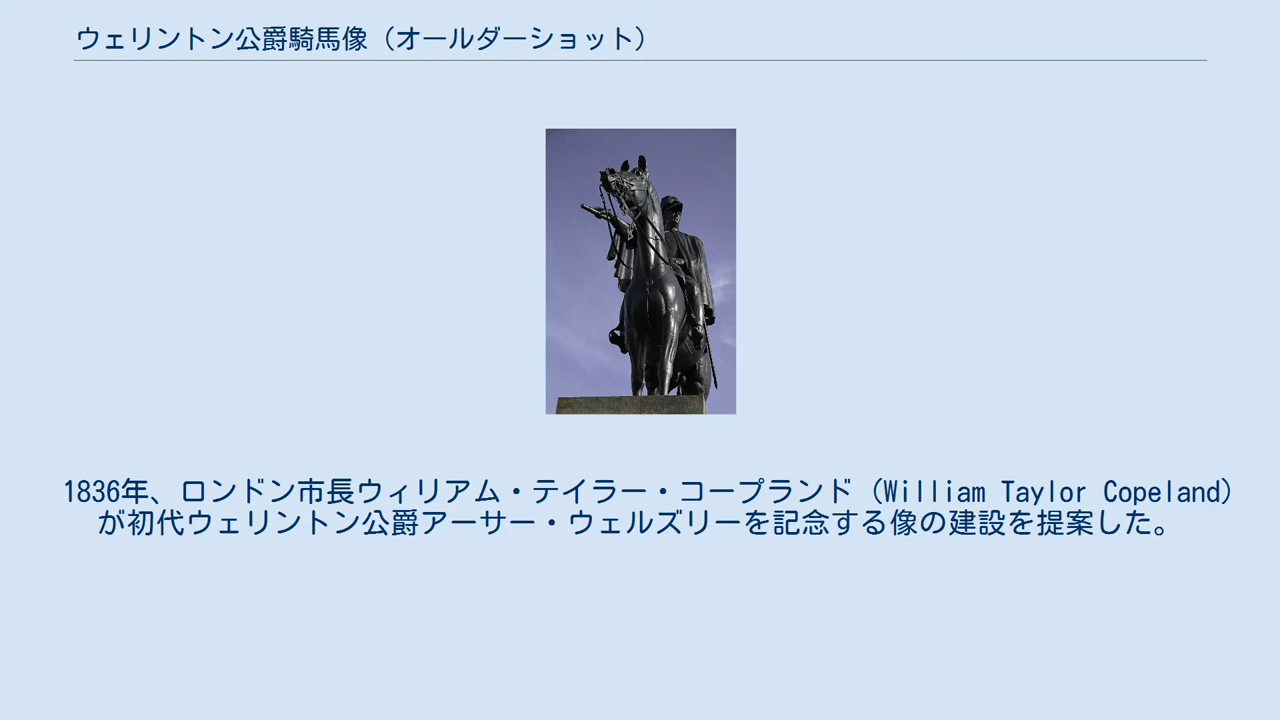 ウェリントン公爵騎馬像（オールダーショット）
1836年、ロンドン市長ウィリアム・テイラー・コープランド（William Taylor Copeland）
が初代ウェリントン公爵アーサー・ウェルズリーを記念する像の建設を提案した。